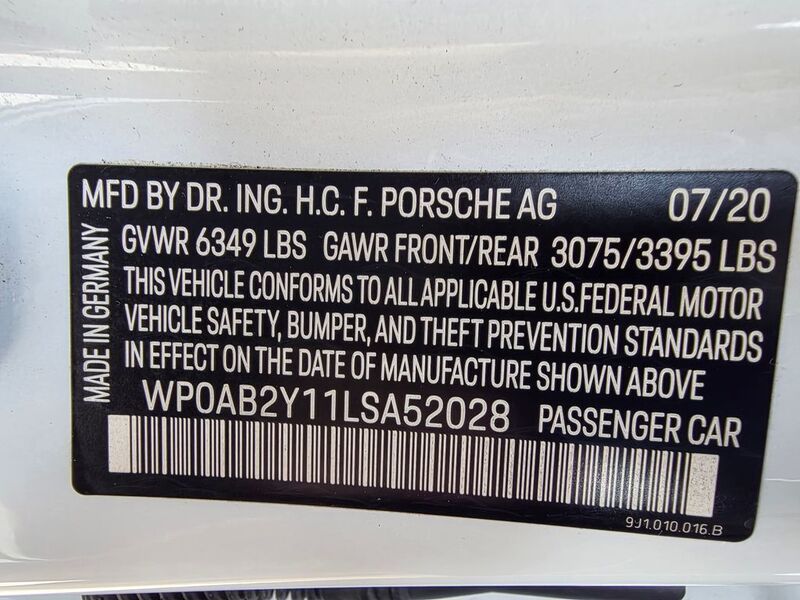 MFD BY DR. ING. H.C. F. PORSCHE AG 07/20
GVWR 6349 LBS GAWR FRONT/REAR 3075/3395 LBS
THIS VEHICLE CONFORMS TO ALL APPLICABLE U.S.FEDERAL MOTOR
VEHICLE SAFETY, BUMPER, AND THEFT PREVENTION STANDARDS
IN EFFECT ON THE DATE OF MANUFACTURE SHOWN ABOVE
WP0AB2Y11LSA52028 PASSENGER CAR
MADE IN GERMANY
9J1.010.016.B